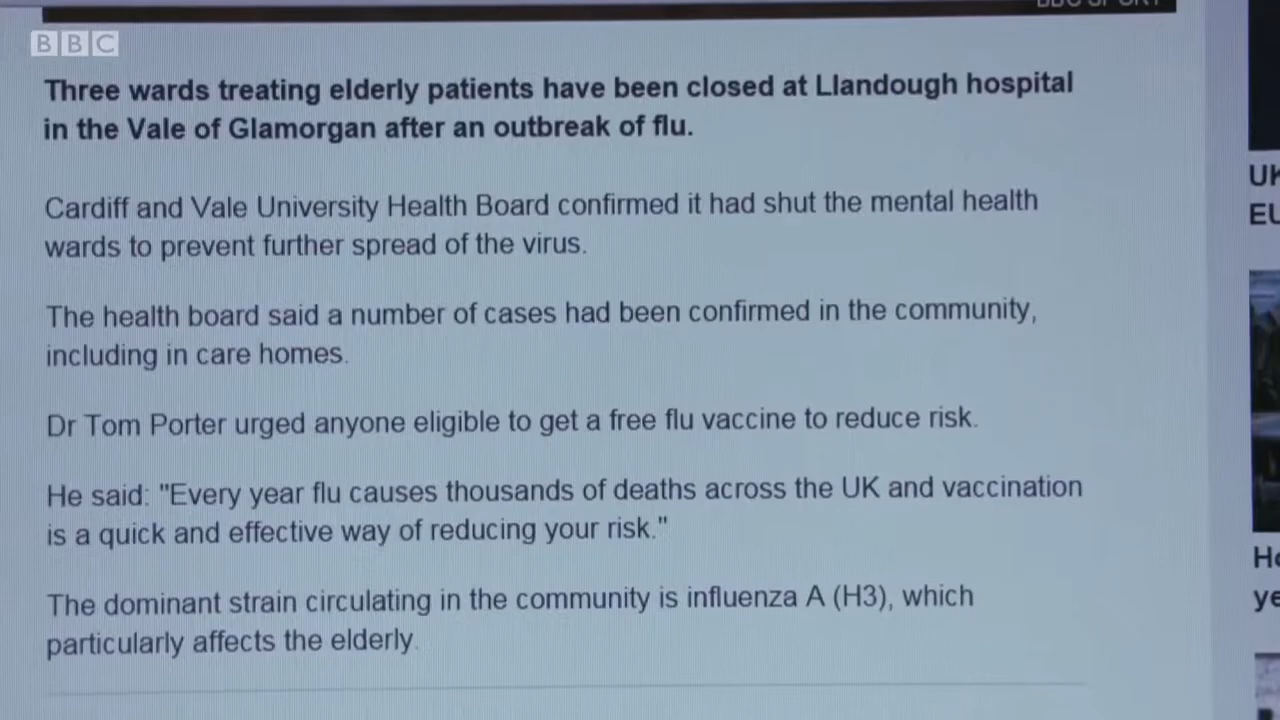 BBC
Three wards treating elderly patients have been closed at Llandough hospital
in the Vale of Glamorgan after an outbreak of flu.
Cardiff and Vale University Health Board confirmed it had shut the mental health
wards to prevent further spread of the virus.
The health board said a number of cases had been confirmed in the community,
including in care homes.
Dr Tom Porter urged anyone eligible to get a free flu vaccine to reduce risk.
He said: "Every year flu causes thousands of deaths across the UK and vaccination
is a quick and effective way of reducing your risk."
The dominant strain circulating in the community is influenza A (H3), which
particularly affects the elderly.